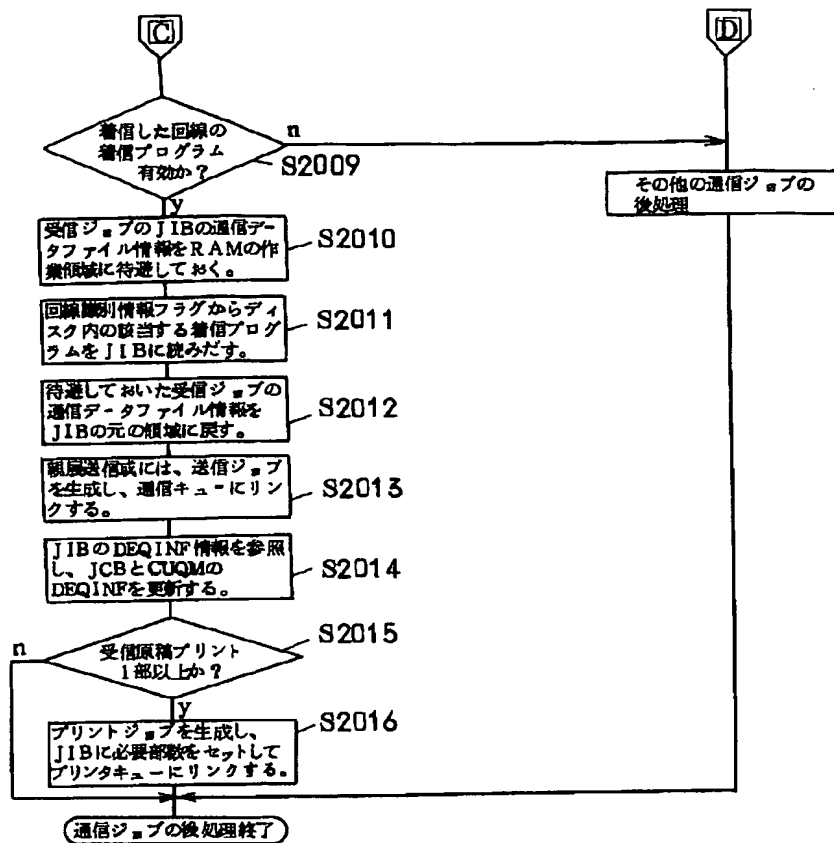 C
D
着信した回線の
着信プログラム
有効か？
n
S2009
y
その他の通信ジョブの
後処理
受信ジョブのJIBの通信デー
タファイル情報をRAMの作
業領域に待避しておく。
S2010
回線識別情報フラグからディ
スク内の該当する着信プログ
ラムをJIBに読みだす。
S2011
待避しておいた受信ジョブの
通信データファイル情報を
JIBの元の領域に戻す。
S2012
親展送信或には、送信ジョブ
を生成し、通信キューにリン
クする。
S2013
JIBのDEQINF情報を参照
し、JCBとCUQMの
DEQINFを更新する。
S2014
n
受信原稿プリント
1部以上か？
S2015
y
プリントジョブを生成し、
JIBに必要部数をセットして
プリンタキューにリンクする。
S2016
通信ジョブの後処理終了